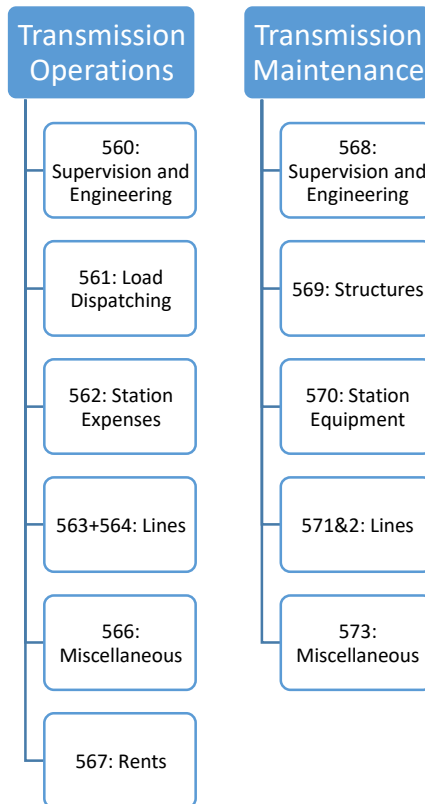 Transmission
Operations
560:
Supervision and
Engineering
561: Load
Dispatching
562: Station
Expenses
563+564: Lines
566:
Miscellaneous
567: Rents
Transmission
Maintenance
568:
Supervision and
Engineering
569: Structures
570: Station
Equipment
571&2: Lines
573:
Miscellaneous